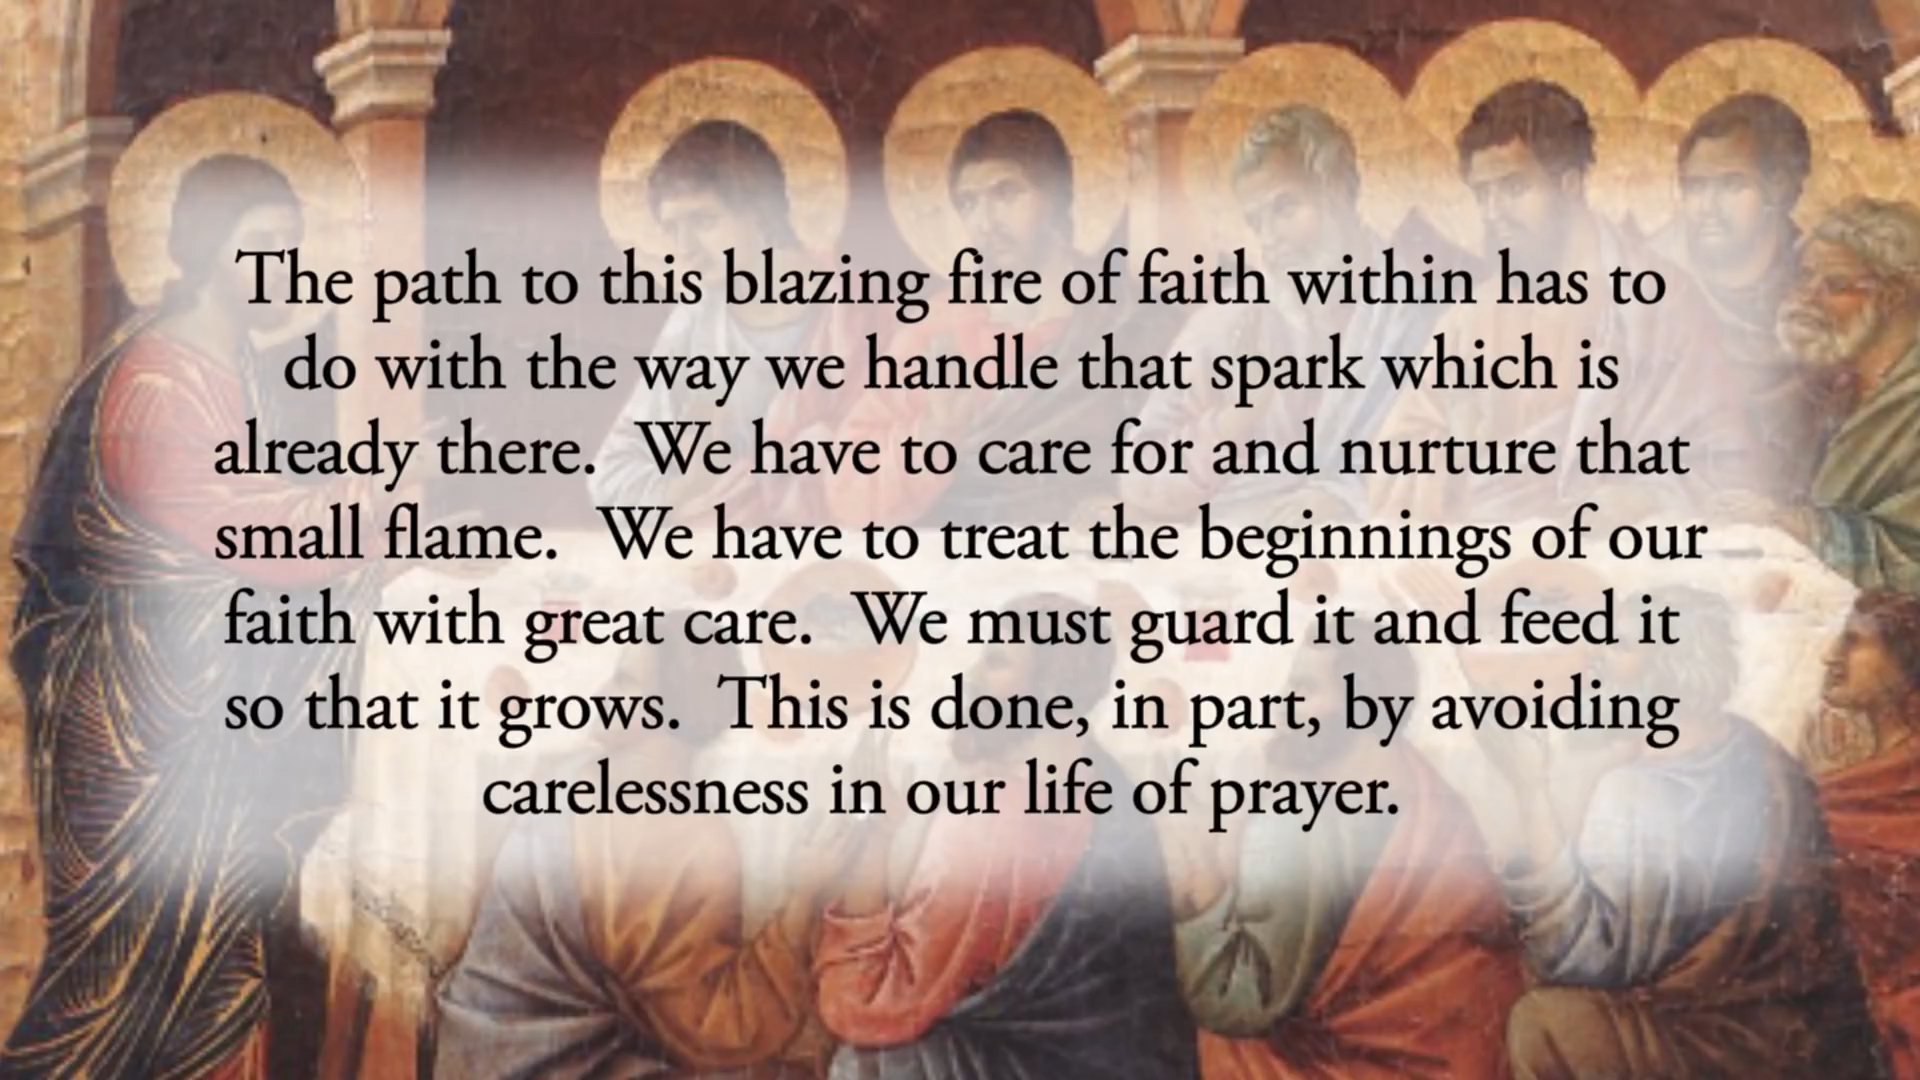 The path to this blazing fire of faith within has to
do with the way we handle that spark which is
already there.  We have to care for and nurture that
small flame.  We have to treat the beginnings of our
faith with great care.  We must guard it and feed it
so that it grows.  This is done, in part, by avoiding
carelessness in our life of prayer.